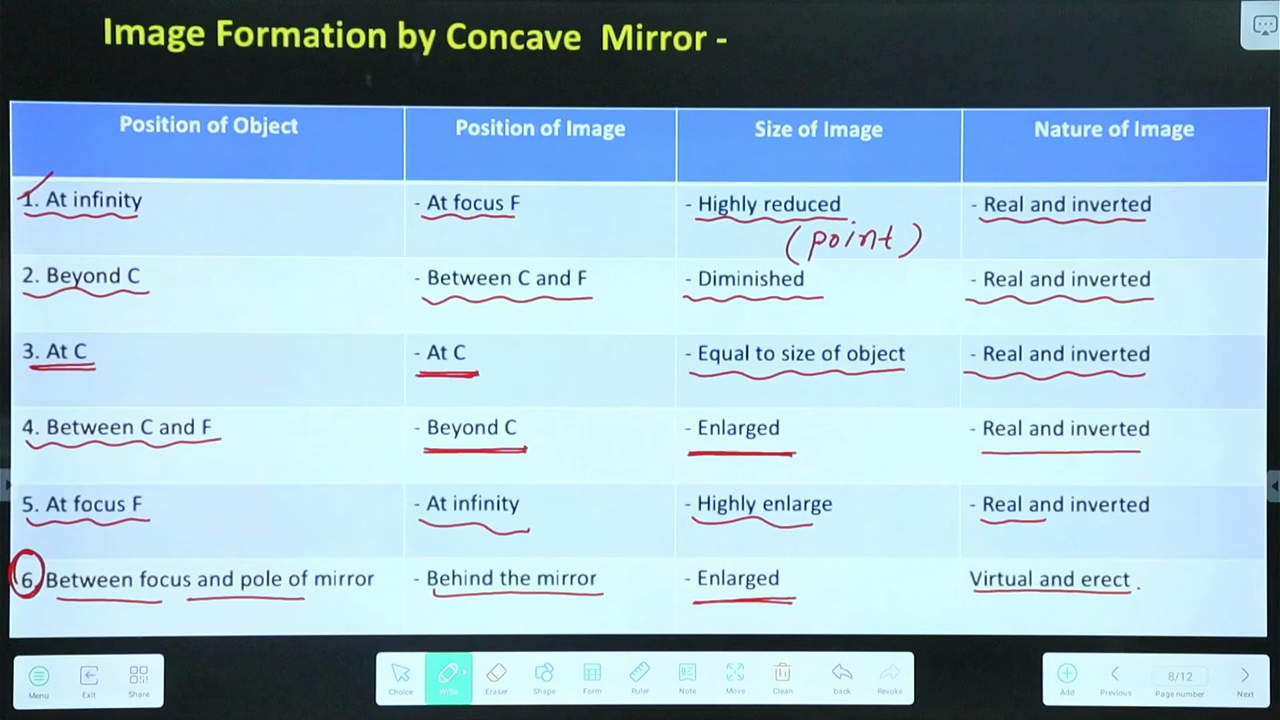 Image Formation by Concave Mirror -
Position of Object Position of Image Size of Image Nature of Image
1. At infinity - At focus F - Highly reduced - Real and inverted
(point)
2. Beyond C - Between C and F - Diminished - Real and inverted
3. At C - At C - Equal to size of object - Real and inverted
4. Between C and F - Beyond C - Enlarged - Real and inverted
5. At focus F - At infinity - Highly enlarge - Real and inverted
6. Between focus and pole of mirror - Behind the mirror - Enlarged Virtual and erect .
Menu Exit Share Choice Write Eraser Shape Form Ruler Note Move Clean back Revoke Add Previous 8/12 Page number Next